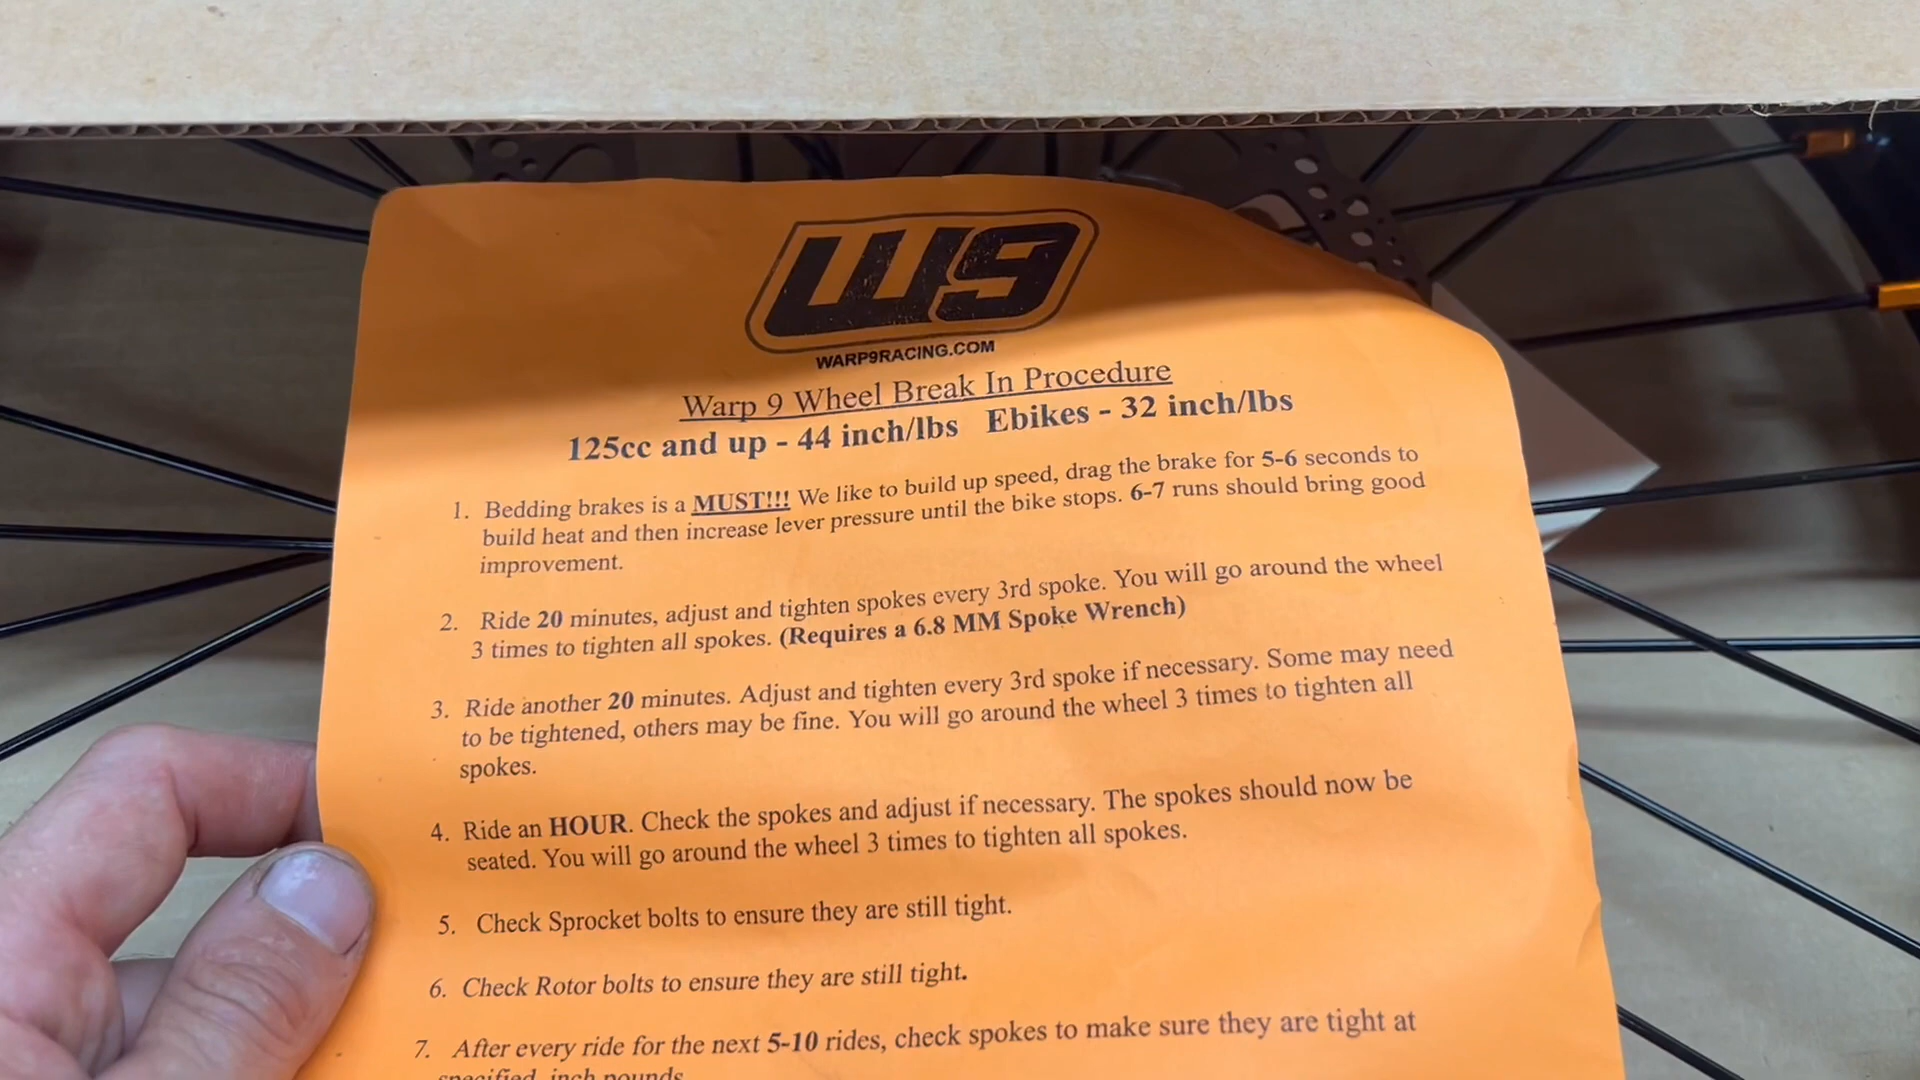 W9
WARP9RACING.COM
Warp 9 Wheel Break In Procedure
125cc and up - 44 inch/lbs Ebikes - 32 inch/lbs
1. Bedding brakes is a MUST!!! We like to build up speed, drag the brake for 5-6 seconds to
build heat and then increase lever pressure until the bike stops. 6-7 runs should bring good
improvement.
2. Ride 20 minutes, adjust and tighten spokes every 3rd spoke. You will go around the wheel
3 times to tighten all spokes. (Requires a 6.8 MM Spoke Wrench)
3. Ride another 20 minutes. Adjust and tighten every 3rd spoke if necessary. Some may need
to be tightened, others may be fine. You will go around the wheel 3 times to tighten all
spokes.
4. Ride an HOUR. Check the spokes and adjust if necessary. The spokes should now be
seated. You will go around the wheel 3 times to tighten all spokes.
5. Check Sprocket bolts to ensure they are still tight.
6. Check Rotor bolts to ensure they are still tight.
7. After every ride for the next 5-10 rides, check spokes to make sure they are tight at
specified inch pounds